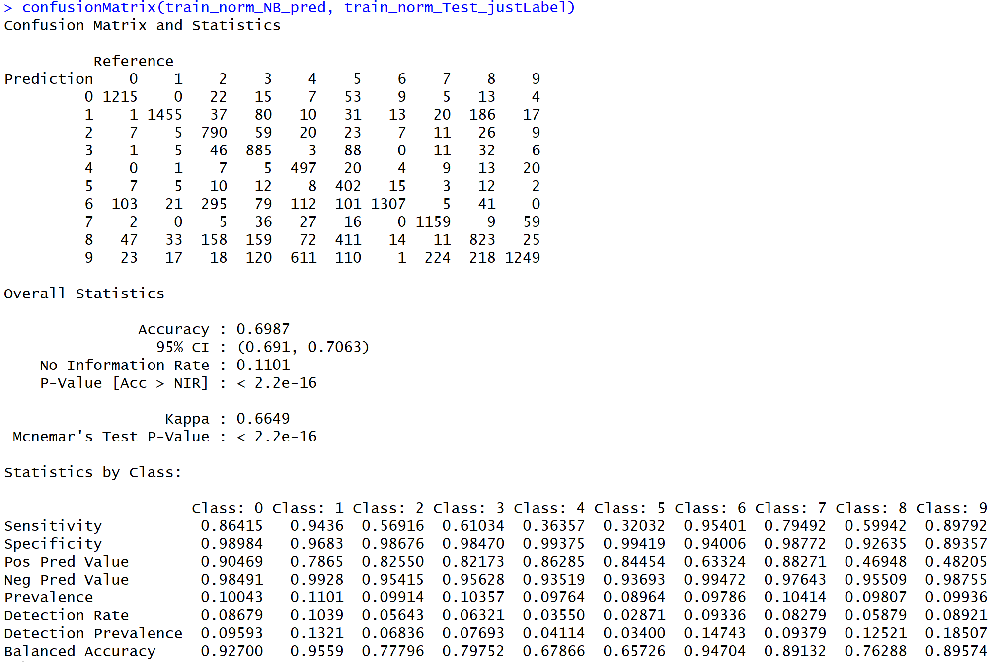 > confusionMatrix(train_norm_NB_pred, train_norm_Test_justLabel)
Confusion Matrix and Statistics

          Reference
Prediction    0    1    2    3    4    5    6    7    8    9
         0 1215    0   22   15    7   53    9    5   13    4
         1    1 1455   37   80   10   31   13   20  186   17
         2    7    5  790   59   20   23    7   11   26    9
         3    1    5   46  885    3   88    0   11   32    6
         4    0    1    7    5  497   20    4    9   13   20
         5    7    5   10   12    8  402   15    3   12    2
         6  103   21  295   79  112  101 1307    5   41    0
         7    2    0    5   36   27   16    0 1159    9   59
         8   47   33  158  159   72  411   14   11  823   25
         9   23   17   18  120  611  110    1  224  218 1249

Overall Statistics

               Accuracy : 0.6987
                 95% CI : (0.691, 0.7063)
    No Information Rate : 0.1101
    P-Value [Acc > NIR] : < 2.2e-16

                  Kappa : 0.6649
 Mcnemar's Test P-Value : < 2.2e-16

Statistics by Class:

                     Class: 0 Class: 1 Class: 2 Class: 3 Class: 4 Class: 5 Class: 6 Class: 7 Class: 8 Class: 9
Sensitivity           0.86415   0.9436  0.56916  0.61034  0.36357  0.32032  0.95401  0.79492  0.59942  0.89792
Specificity           0.98984   0.9683  0.98676  0.98470  0.99375  0.99419  0.94006  0.98772  0.92635  0.89357
Pos Pred Value        0.90469   0.7865  0.82550  0.82173  0.86285  0.84454  0.63324  0.88271  0.46948  0.48205
Neg Pred Value        0.98491   0.9928  0.95415  0.95628  0.93519  0.93693  0.99472  0.97643  0.95509  0.98755
Prevalence            0.10043   0.1101  0.09914  0.10357  0.09764  0.08964  0.09786  0.10414  0.09807  0.09936
Detection Rate        0.08679   0.1039  0.05643  0.06321  0.03550  0.02871  0.09336  0.08279  0.05879  0.08921
Detection Prevalence  0.09593   0.1321  0.06836  0.07693  0.04114  0.03400  0.14743  0.09379  0.12521  0.18507
Balanced Accuracy     0.92700   0.9559  0.77796  0.79752  0.67866  0.65726  0.94704  0.89132  0.76288  0.89574